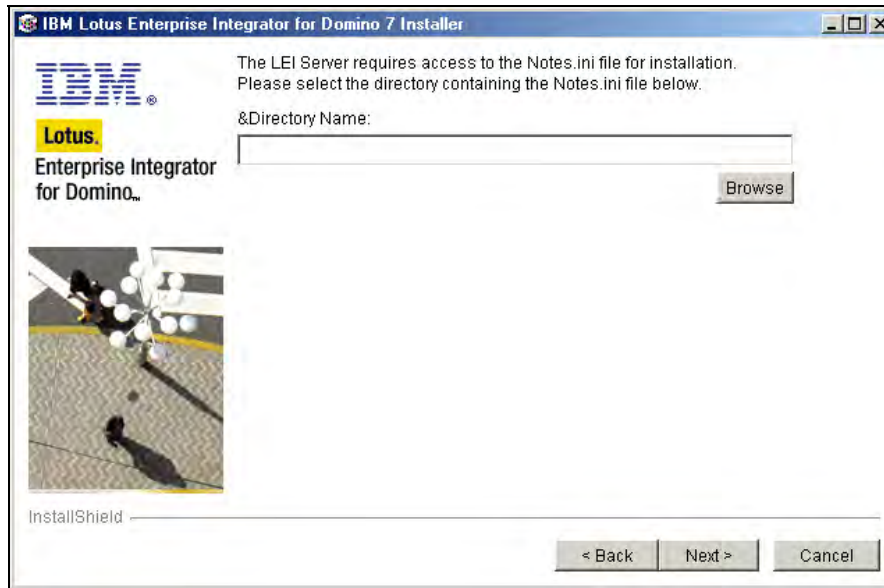 IBM Lotus Enterprise Integrator for Domino 7 Installer
IBM®
Lotus.
Enterprise Integrator
for Domino™
The LEI Server requires access to the Notes.ini file for installation.
Please select the directory containing the Notes.ini file below.
&Directory Name:
Browse
InstallShield
< Back
Next >
Cancel